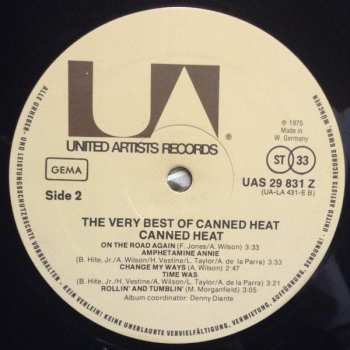 UA
UNITED ARTISTS RECORDS
®
℗ 1975
Made in
W. Germany
GEMA
ST 33
Side 2
UAS 29 831 Z
(UA-LA 431-E B)
THE VERY BEST OF CANNED HEAT
CANNED HEAT
ON THE ROAD AGAIN (F. Jones/A. Wilson) 3:33
AMPHETAMINE ANNIE
(B. Hite, Jr./A. Wilson/H. Vestine/L. Taylor/A. de la Parra) 3:33
CHANGE MY WAYS (A. Wilson) 2:47
TIME WAS
(B. Hite, Jr./A. Wilson/H. Vestine/L. Taylor/A. de la Parra) 3:21
ROLLIN' AND TUMBLIN' (M. Morganfield) 3:05
Album coordinator: Denny Diante
ALLE URHEBER- UND LEISTUNGSSCHUTZRECHTE VORBEHALTEN. KEIN VERLEIH! KEINE UNERLAUBTE VERVIELFÄLTIGUNG, VERMIETUNG, AUFFÜHRUNG, SENDUNG!